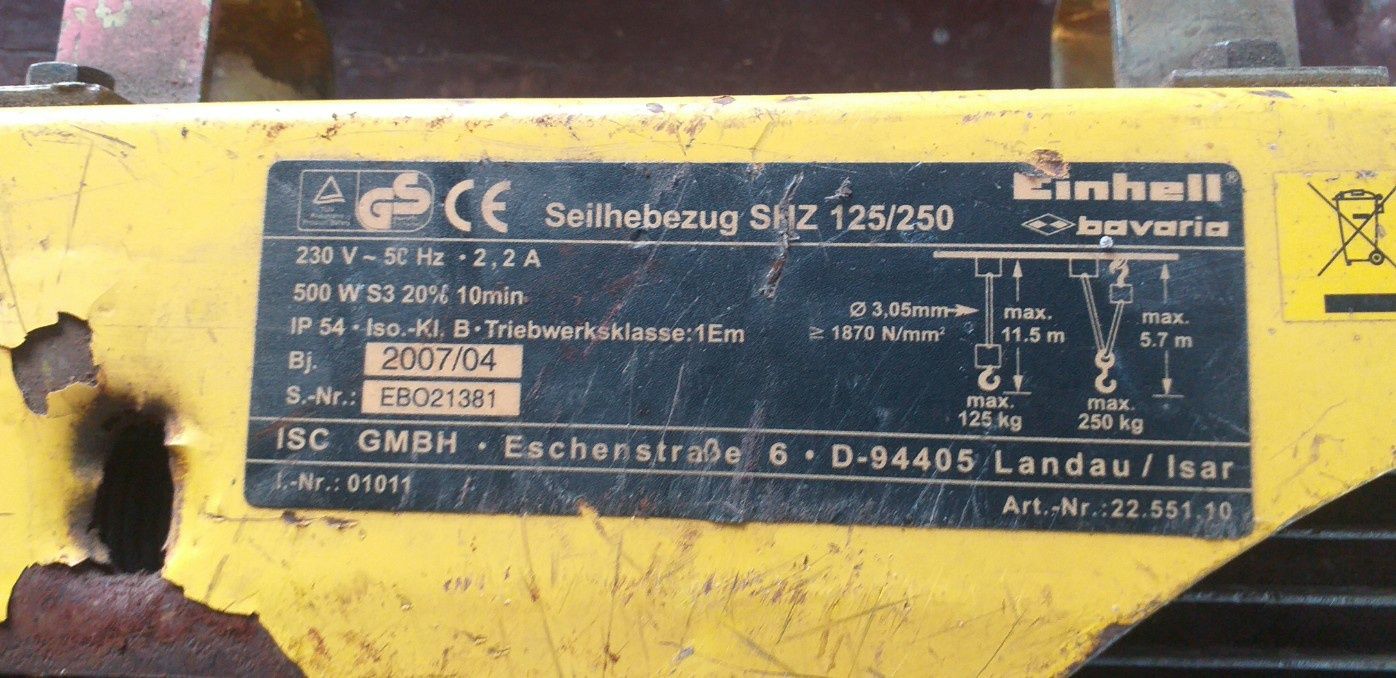 GS CE Seilhebezug SHZ 125/250 Einhell®
bavaria
230 V ~ 50 Hz · 2,2 A
500 W S3 20% 10min
IP 54 · Iso.-Kl. B · Triebwerksklasse:1Em
Bj. 2007/04
S.-Nr.: EBO21381
Ø 3,05mm
≥ 1870 N/mm²
max.
11.5 m
max.
5.7 m
max.
125 kg
max.
250 kg
ISC GMBH · Eschenstraße 6 · D-94405 Landau / Isar
I.-Nr.: 01011
Art.-Nr.:22.551.10